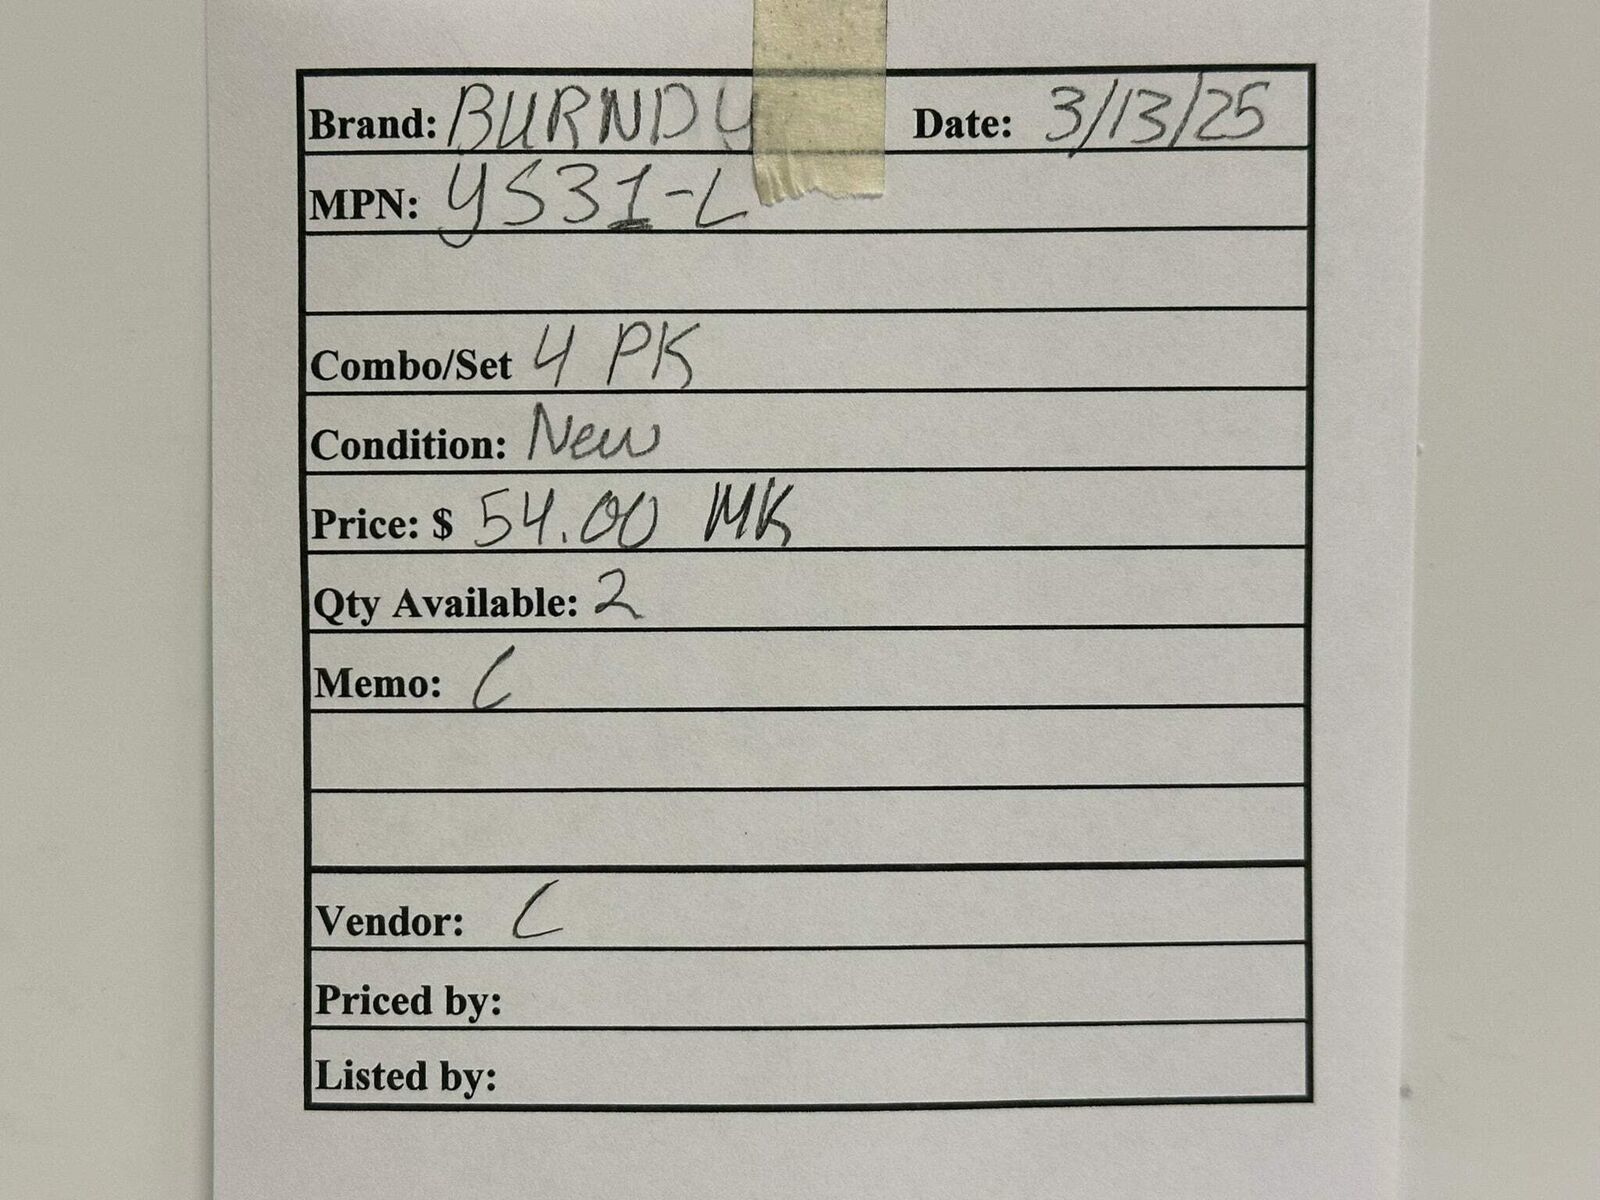 Brand: BURNDY Date: 3/13/25
MPN: YS31-L
Combo/Set 4 PK
Condition: New
Price: $ 54.00 MK
Qty Available: 2
Memo: C
Vendor: C
Priced by:
Listed by: